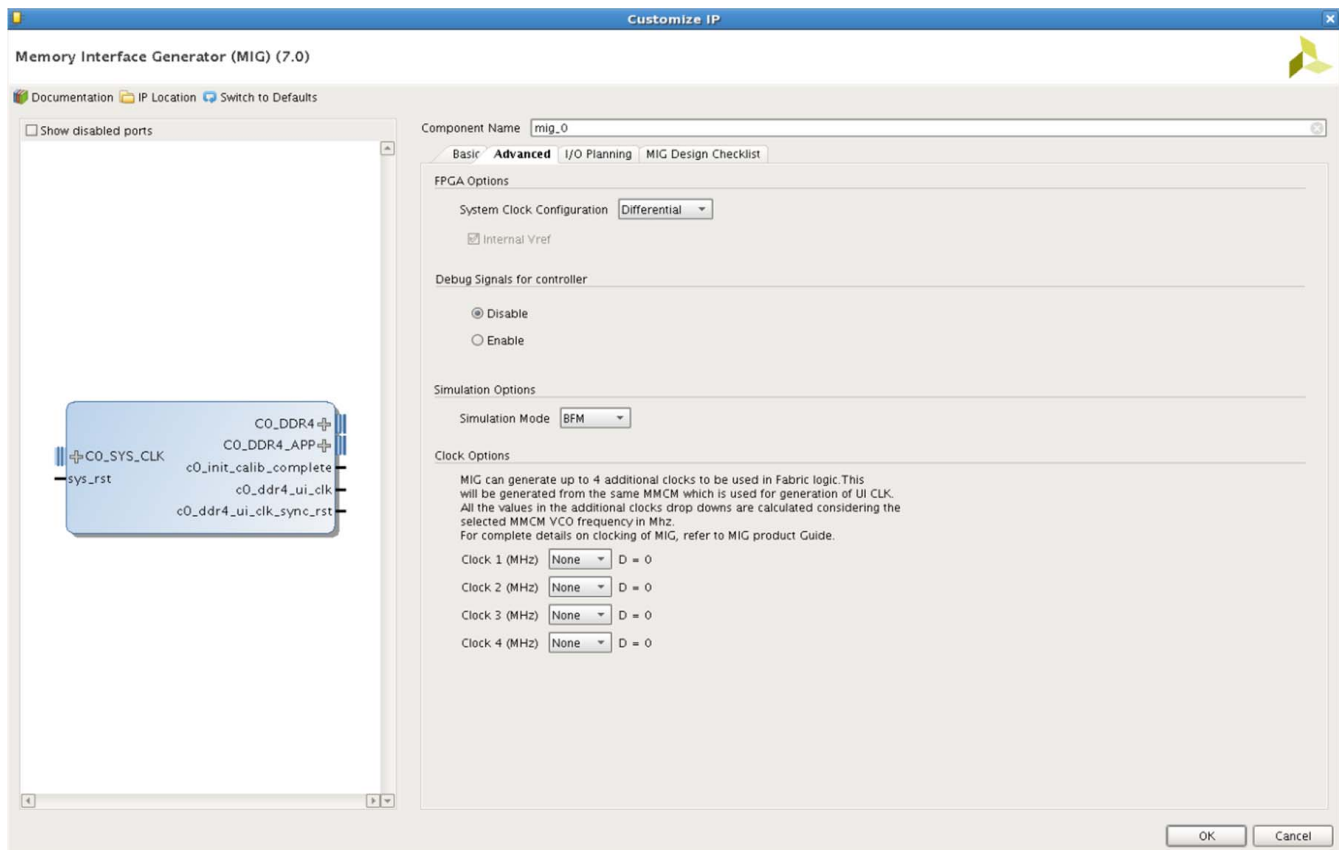 Customize IP
Memory Interface Generator (MIG) (7.0)
Documentation IP Location Switch to Defaults
Show disabled ports
C0_SYS_CLK
sys_rst
C0_DDR4
C0_DDR4_APP
c0_init_calib_complete
c0_ddr4_ui_clk
c0_ddr4_ui_clk_sync_rst
Component Name mig_0
Basic Advanced I/O Planning MIG Design Checklist
FPGA Options
System Clock Configuration Differential
Internal Vref
Debug Signals for controller
Disable
Enable
Simulation Options
Simulation Mode BFM
Clock Options
MIG can generate up to 4 additional clocks to be used in Fabric logic.This
will be generated from the same MMCM which is used for generation of UI CLK.
All the values in the additional clocks drop downs are calculated considering the
selected MMCM VCO frequency in Mhz.
For complete details on clocking of MIG, refer to MIG product Guide.
Clock 1 (MHz) None D = 0
Clock 2 (MHz) None D = 0
Clock 3 (MHz) None D = 0
Clock 4 (MHz) None D = 0
OK Cancel